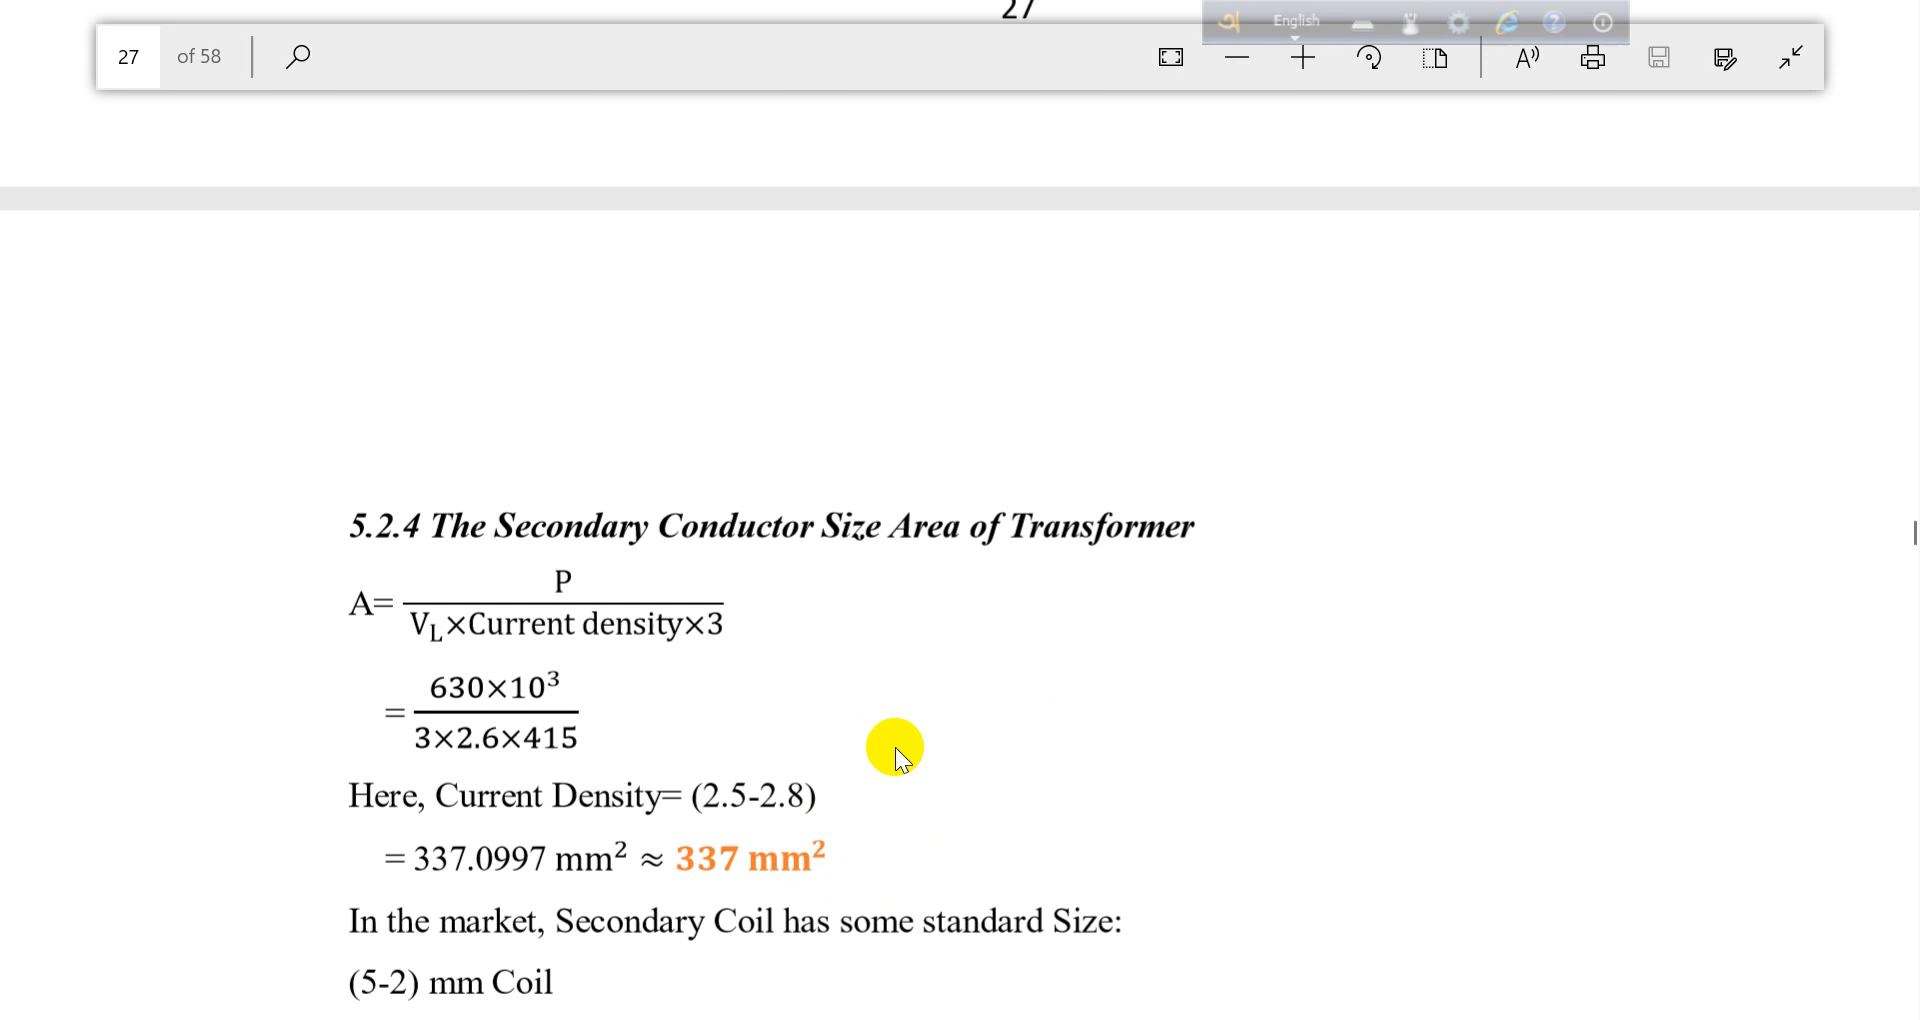 27
English
27 of 58
5.2.4 The Secondary Conductor Size Area of Transformer
A= P / V_L×Current density×3
= 630×10³ / 3×2.6×415
Here, Current Density= (2.5-2.8)
= 337.0997 mm² ≈ 337 mm²
In the market, Secondary Coil has some standard Size:
(5-2) mm Coil